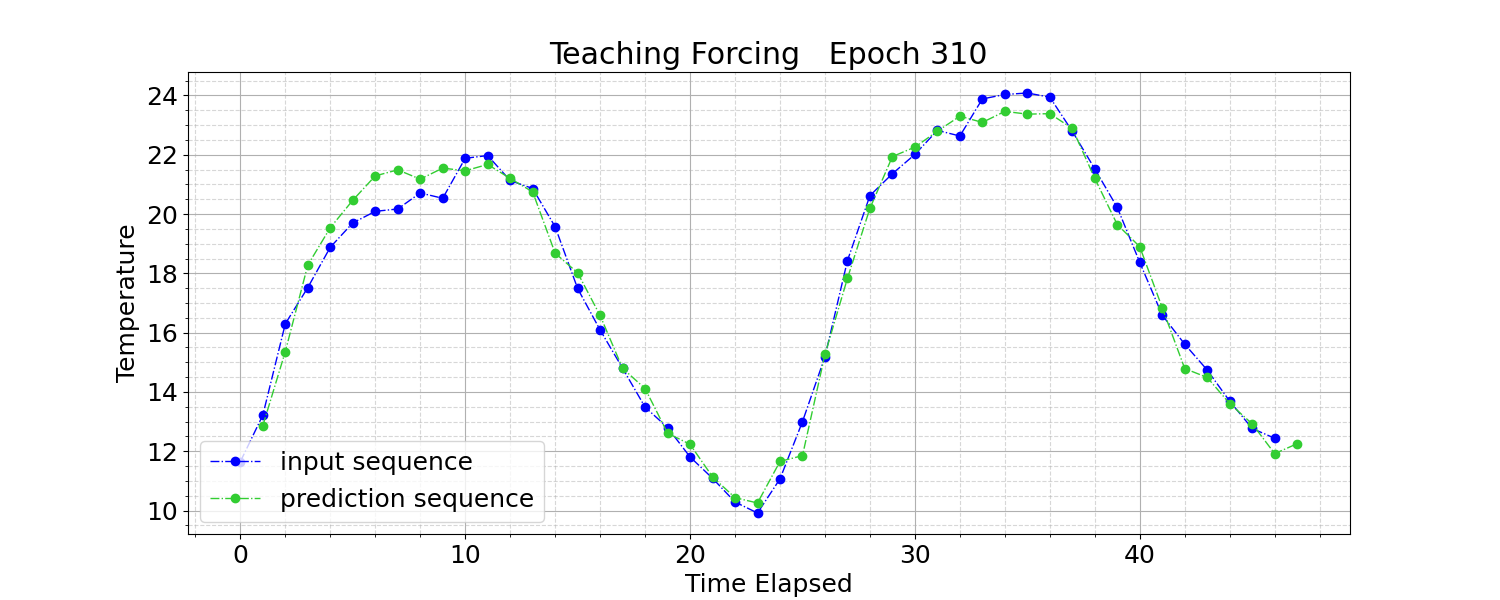 Teaching Forcing   Epoch 310
Temperature
24
22
20
18
16
14
12
10
input sequence
prediction sequence
0 10 20 30 40
Time Elapsed